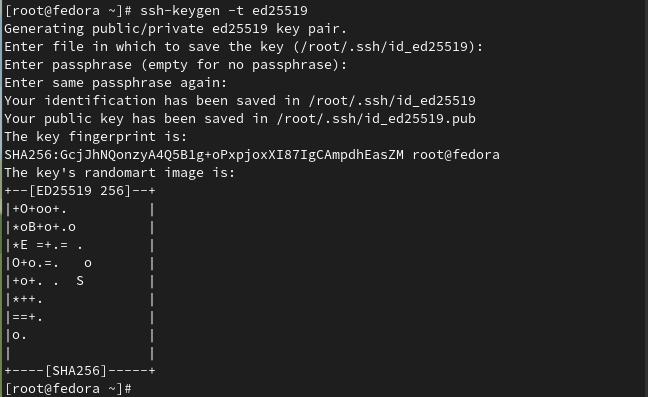 [root@fedora ~]# ssh-keygen -t ed25519
Generating public/private ed25519 key pair.
Enter file in which to save the key (/root/.ssh/id_ed25519):
Enter passphrase (empty for no passphrase):
Enter same passphrase again:
Your identification has been saved in /root/.ssh/id_ed25519
Your public key has been saved in /root/.ssh/id_ed25519.pub
The key fingerprint is:
SHA256:GcjJhNQonzyA4Q5B1g+oPxpjoxXI87IgCAmpdhEasZM root@fedora
The key's randomart image is:
+--[ED25519 256]--+
|+O+oo+.          |
|*oB+o+.o         |
|*E =+.= .        |
|O+o.=.   o       |
|+o+. .  S        |
|*++.             |
|==+.             |
|o.               |
|                 |
+----[SHA256]-----+
[root@fedora ~]#